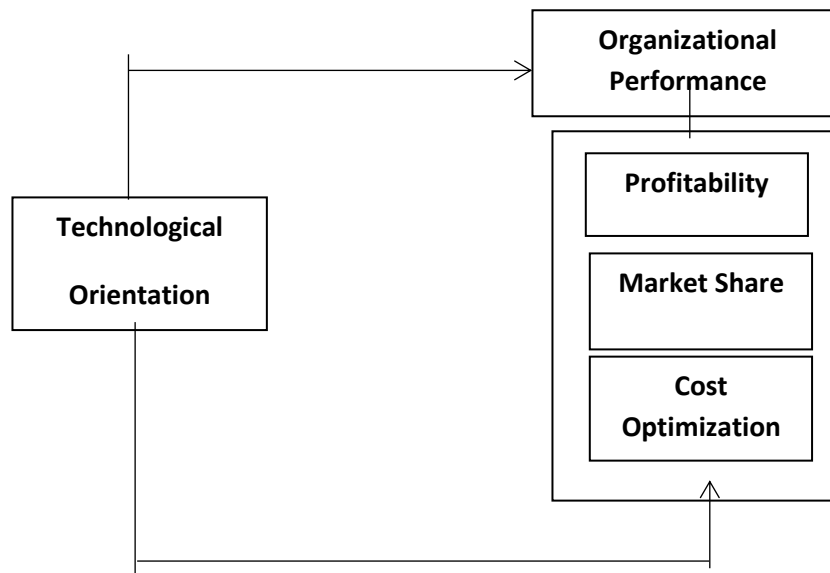 Organizational
Performance
Profitability
Technological
Orientation
Market Share
Cost
Optimization